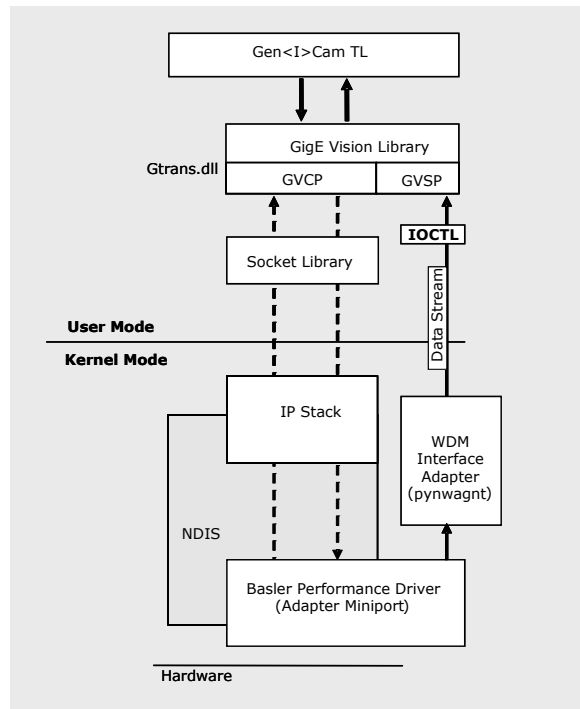 Gen<I>Cam TL
GigE Vision Library
Gtrans.dll
GVCP
GVSP
IOCTL
Socket Library
Data Stream
User Mode
Kernel Mode
IP Stack
WDM
Interface
Adapter
(pynwagnt)
NDIS
Basler Performance Driver
(Adapter Miniport)
Hardware